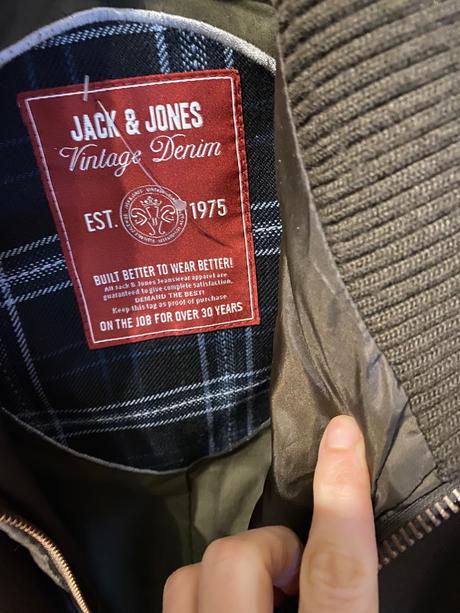 JACK & JONES
Vintage Denim
EST. 1975
BUILT BETTER TO WEAR BETTER!
All Jack & Jones Jeanswear apparel are
guaranteed to give complete satisfaction.
DEMAND THE BEST!
Keep this tag as proof of purchase
ON THE JOB FOR OVER 30 YEARS